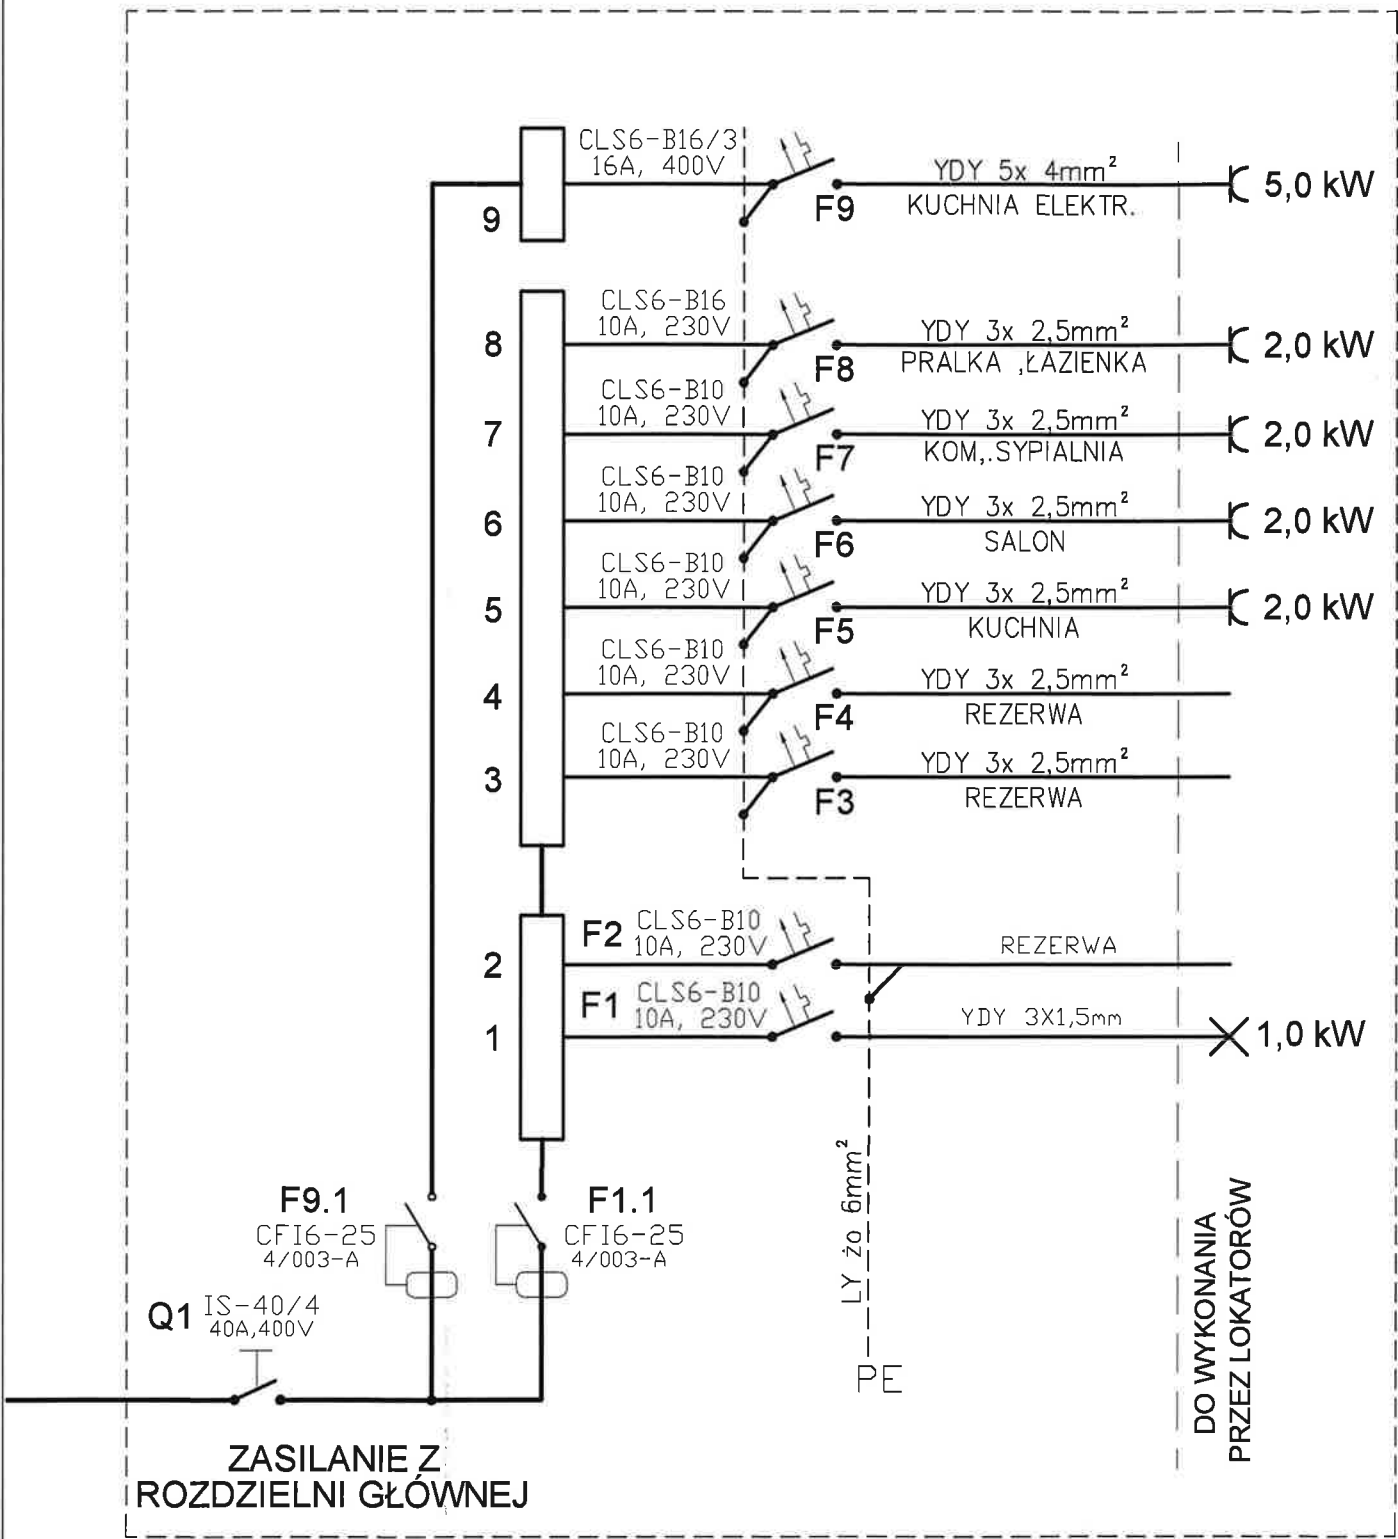 CLS6-B16/3
16A, 400V
9
F9
YDY 5x 4mm²
KUCHNIA ELEKTR.
5,0 kW
CLS6-B16
10A, 230V
8
F8
YDY 3x 2,5mm²
PRALKA ,ŁAZIENKA
2,0 kW
CLS6-B10
10A, 230V
7
F7
YDY 3x 2,5mm²
KOM,.SYPIALNIA
2,0 kW
CLS6-B10
10A, 230V
6
F6
YDY 3x 2,5mm²
SALON
2,0 kW
CLS6-B10
10A, 230V
5
F5
YDY 3x 2,5mm²
KUCHNIA
2,0 kW
CLS6-B10
10A, 230V
4
F4
YDY 3x 2,5mm²
REZERWA
CLS6-B10
10A, 230V
3
F3
YDY 3x 2,5mm²
REZERWA
F2
CLS6-B10
10A, 230V
2
REZERWA
F1
CLS6-B10
10A, 230V
1
YDY 3X1,5mm
1,0 kW
F9.1
CFI6-25
4/003-A
F1.1
CFI6-25
4/003-A
Q1
IS-40/4
40A,400V
LY żo 6mm²
PE
DO WYKONANIA
PRZEZ LOKATORÓW
ZASILANIE Z
ROZDZIELNI GŁÓWNEJ